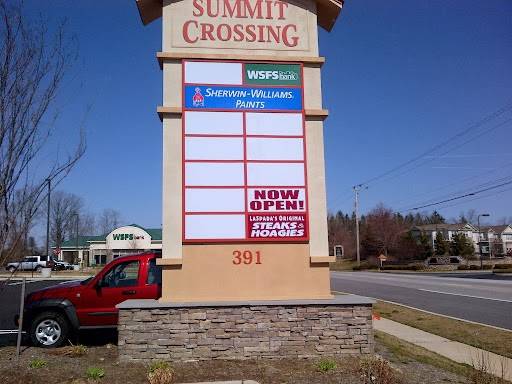 SUMMIT
CROSSING
WSFS bank
SHERWIN-WILLIAMS.
PAINTS
NOW
OPEN!
LASPADA'S ORIGINAL
STEAKS &
HOAGIES
391
WSFS bank